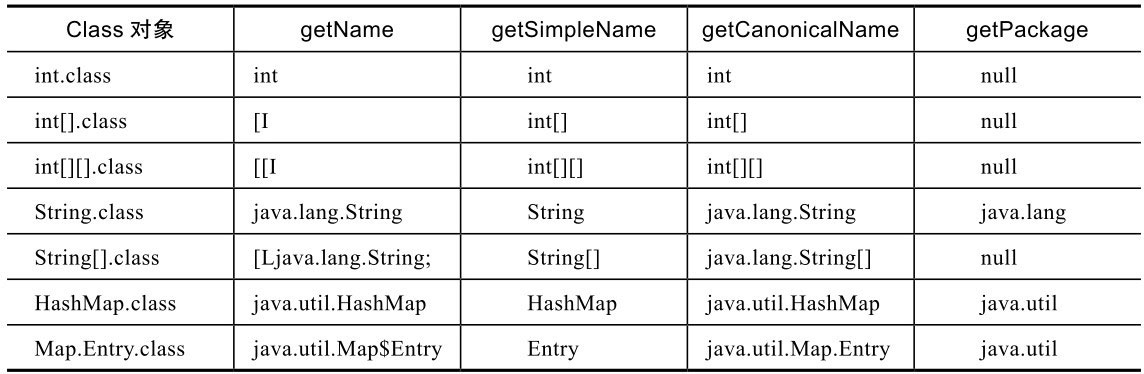 Class 对象 getName getSimpleName getCanonicalName getPackage
int.class int int int null
int[].class [I int[] int[] null
int[][].class [[I int[][] int[][] null
String.class java.lang.String String java.lang.String java.lang
String[].class [Ljava.lang.String; String[] java.lang.String[] null
HashMap.class java.util.HashMap HashMap java.util.HashMap java.util
Map.Entry.class java.util.Map$Entry Entry java.util.Map.Entry java.util